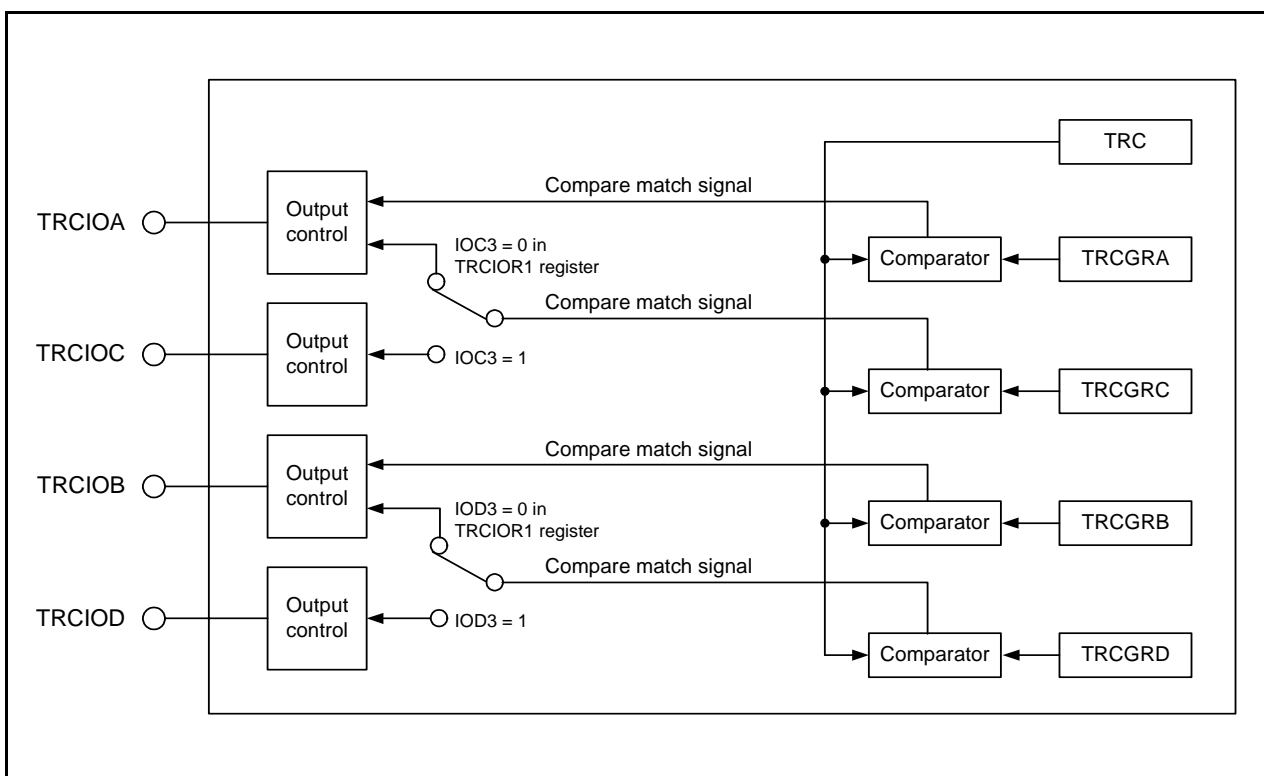 TRC
Compare match signal
Output
control
TRCIOA
IOC3 = 0 in
TRCIOR1 register
Comparator
TRCGRA
Compare match signal
Output
control
TRCIOC
IOC3 = 1
Comparator
TRCGRC
Compare match signal
Output
control
TRCIOB
IOD3 = 0 in
TRCIOR1 register
Comparator
TRCGRB
Compare match signal
Output
control
TRCIOD
IOD3 = 1
Comparator
TRCGRD